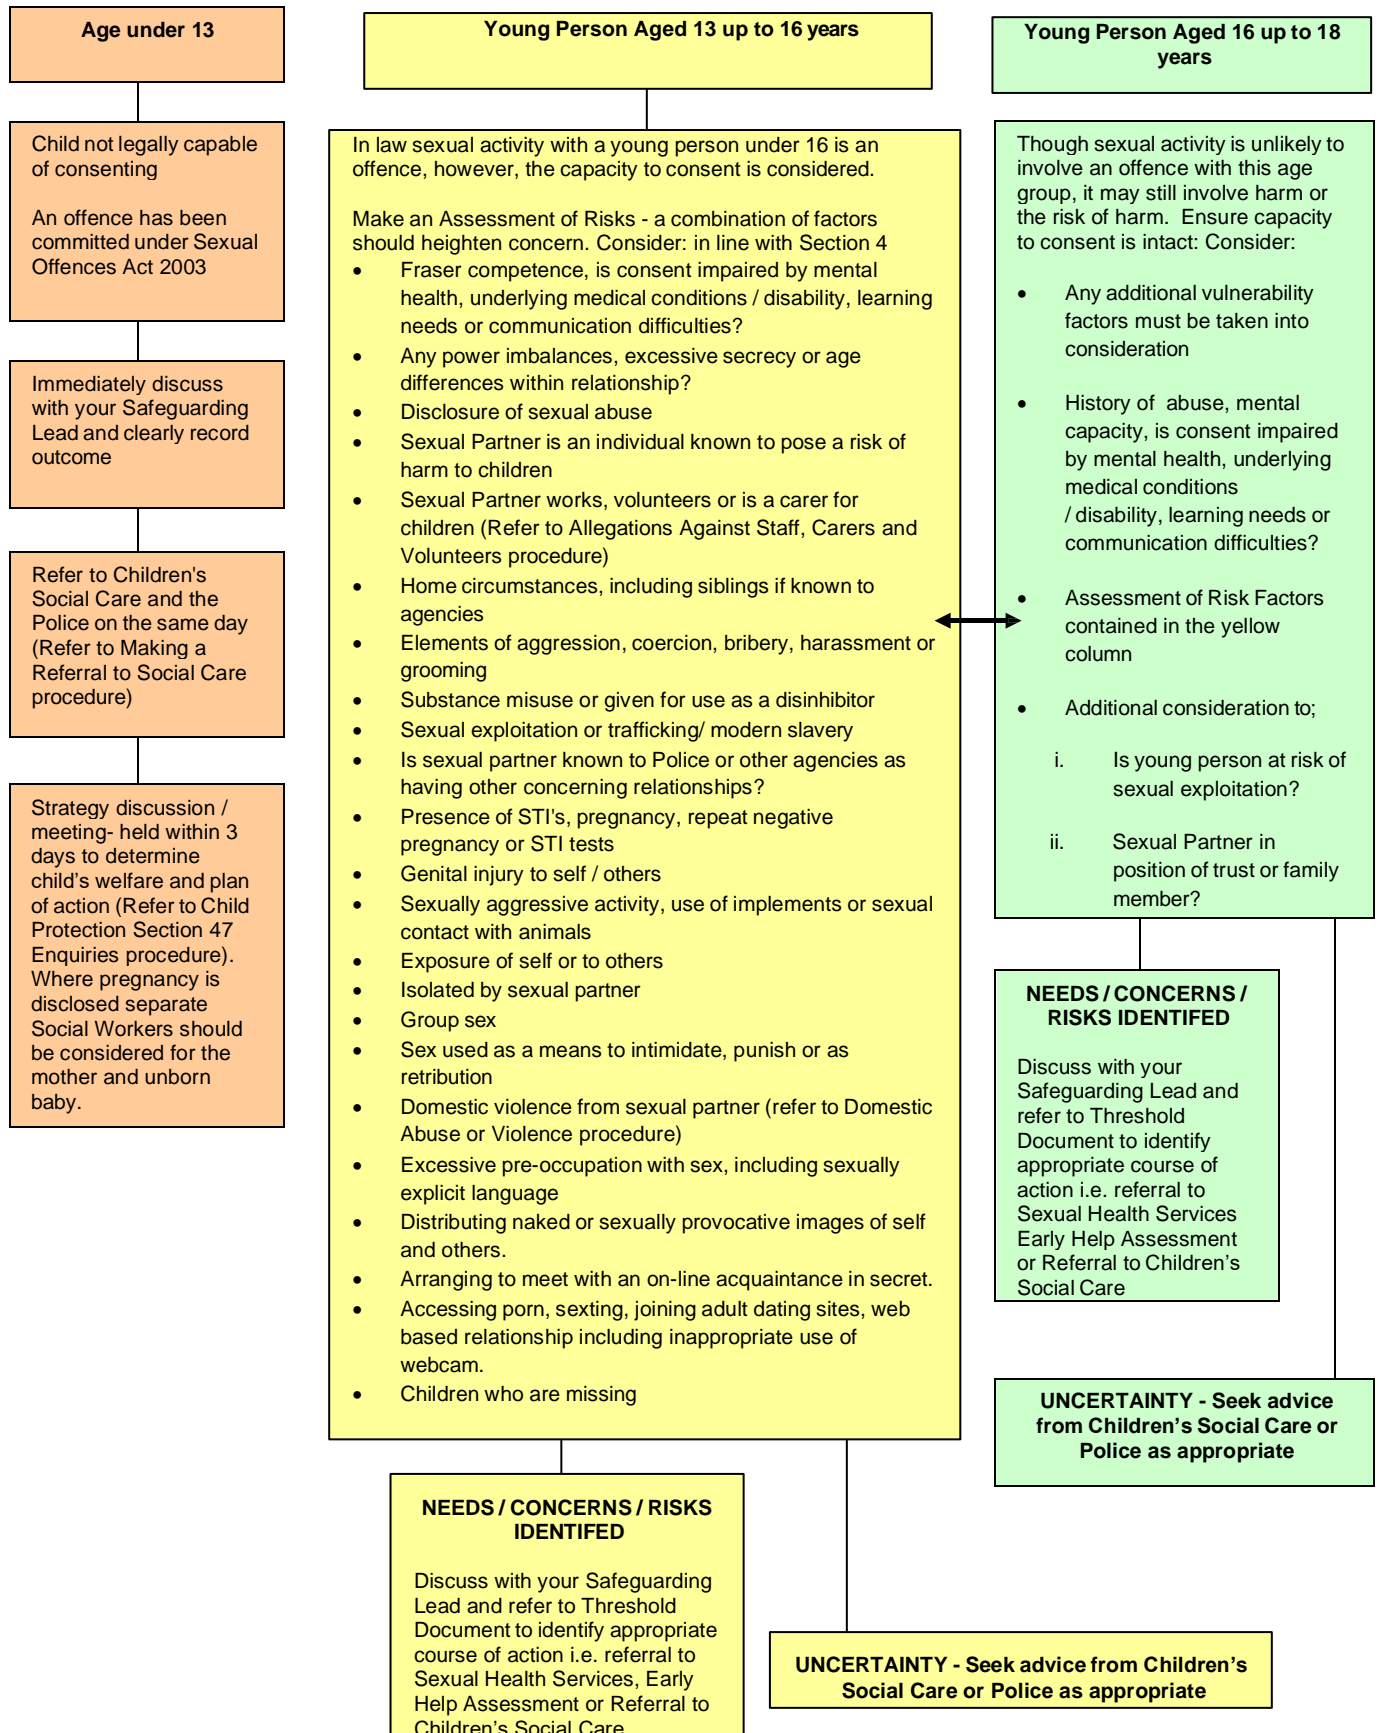 Age under 13
Child not legally capable
of consenting
An offence has been
committed under Sexual
Offences Act 2003
Immediately discuss
with your Safeguarding
Lead and clearly record
outcome
Refer to Children's
Social Care and the
Police on the same day
(Refer to Making a
Referral to Social Care
procedure)
Strategy discussion /
meeting- held within 3
days to determine
child’s welfare and plan
of action (Refer to Child
Protection Section 47
Enquiries procedure).
Where pregnancy is
disclosed separate
Social Workers should
be considered for the
mother and unborn
baby.
Young Person Aged 13 up to 16 years
In law sexual activity with a young person under 16 is an
offence, however, the capacity to consent is considered.
Make an Assessment of Risks - a combination of factors
should heighten concern. Consider: in line with Section 4
• Fraser competence, is consent impaired by mental
health, underlying medical conditions / disability, learning
needs or communication difficulties?
• Any power imbalances, excessive secrecy or age
differences within relationship?
• Disclosure of sexual abuse
• Sexual Partner is an individual known to pose a risk of
harm to children
• Sexual Partner works, volunteers or is a carer for
children (Refer to Allegations Against Staff, Carers and
Volunteers procedure)
• Home circumstances, including siblings if known to
agencies
• Elements of aggression, coercion, bribery, harassment or
grooming
• Substance misuse or given for use as a disinhibitor
• Sexual exploitation or trafficking/ modern slavery
• Is sexual partner known to Police or other agencies as
having other concerning relationships?
• Presence of STI's, pregnancy, repeat negative
pregnancy or STI tests
• Genital injury to self / others
• Sexually aggressive activity, use of implements or sexual
contact with animals
• Exposure of self or to others
• Isolated by sexual partner
• Group sex
• Sex used as a means to intimidate, punish or as
retribution
• Domestic violence from sexual partner (refer to Domestic
Abuse or Violence procedure)
• Excessive pre-occupation with sex, including sexually
explicit language
• Distributing naked or sexually provocative images of self
and others.
• Arranging to meet with an on-line acquaintance in secret.
• Accessing porn, sexting, joining adult dating sites, web
based relationship including inappropriate use of
webcam.
• Children who are missing
NEEDS / CONCERNS / RISKS
IDENTIFED
Discuss with your Safeguarding
Lead and refer to Threshold
Document to identify appropriate
course of action i.e. referral to
Sexual Health Services, Early
Help Assessment or Referral to
Children’s Social Care
UNCERTAINTY - Seek advice from Children’s
Social Care or Police as appropriate
Young Person Aged 16 up to 18
years
Though sexual activity is unlikely to
involve an offence with this age
group, it may still involve harm or
the risk of harm. Ensure capacity
to consent is intact: Consider:
• Any additional vulnerability
factors must be taken into
consideration
• History of abuse, mental
capacity, is consent impaired
by mental health, underlying
medical conditions
/ disability, learning needs or
communication difficulties?
• Assessment of Risk Factors
contained in the yellow
column
• Additional consideration to;
i. Is young person at risk of
sexual exploitation?
ii. Sexual Partner in
position of trust or family
member?
NEEDS / CONCERNS /
RISKS IDENTIFED
Discuss with your
Safeguarding Lead and
refer to Threshold
Document to identify
appropriate course of
action i.e. referral to
Sexual Health Services
Early Help Assessment
or Referral to Children’s
Social Care
UNCERTAINTY - Seek advice
from Children’s Social Care or
Police as appropriate